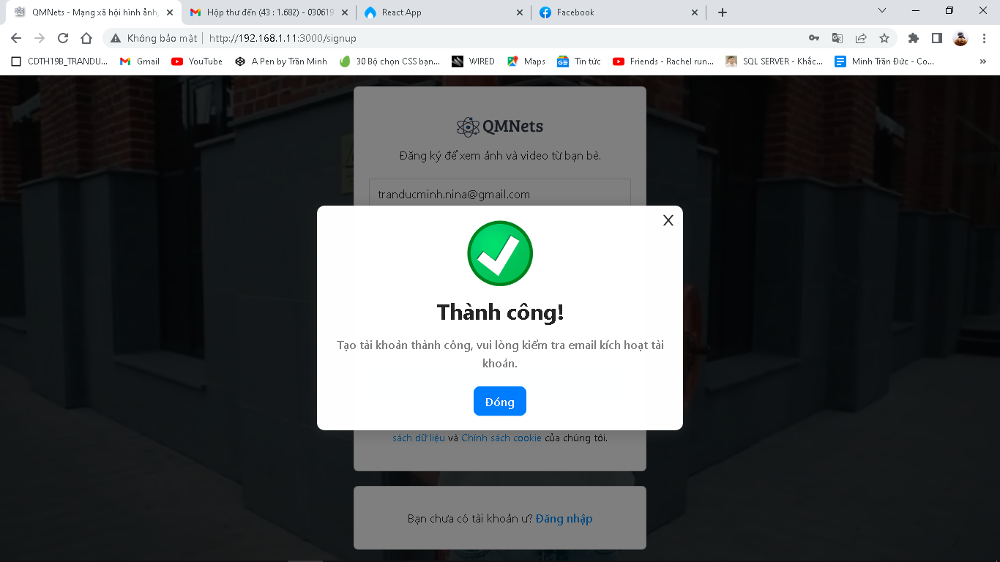 QMNets - Mạng xã hội hình ảnh,
Hộp thư đến (43 : 1.682) - 030619
React App
Facebook
Không bảo mật
http://192.168.1.11:3000/signup
CDTH19B_TRANDU...
Gmail
YouTube
A Pen by Trần Minh
30 Bộ chọn CSS bạn...
WIRED
Maps
Tin tức
Friends - Rachel run...
SQL SERVER - Khắc...
Minh Trần Đức - Co...
»
QMNets
Đăng ký để xem ảnh và video từ bạn bè.
tranducminh.nina@gmail.com
Thành công!
Tạo tài khoản thành công, vui lòng kiểm tra email kích hoạt tài
khoản.
Đóng
sách dữ liệu và Chính sách cookie của chúng tôi.
Bạn chưa có tài khoản ư? Đăng nhập